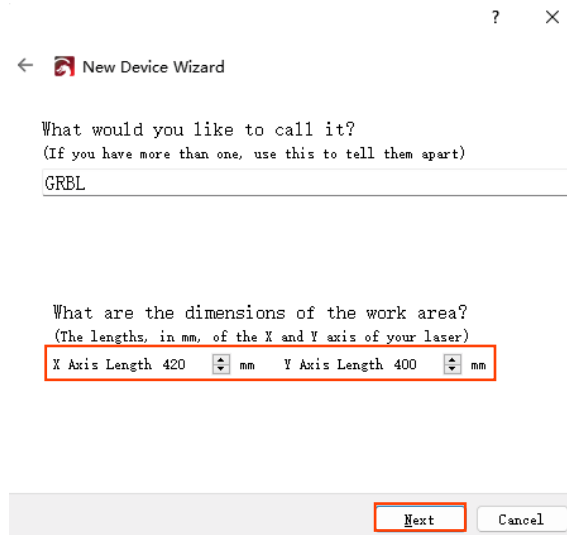 ?
New Device Wizard
What would you like to call it?
(If you have more than one, use this to tell them apart)
GRBL
What are the dimensions of the work area?
(The lengths, in mm, of the X and Y axis of your laser)
X Axis Length 420 mm Y Axis Length 400 mm
Next Cancel